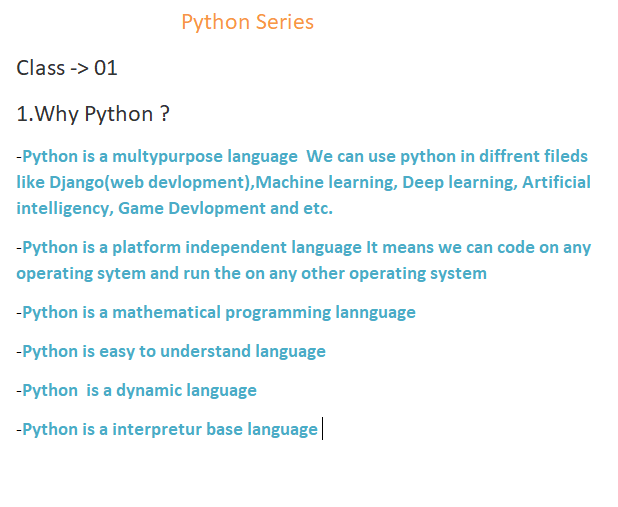 Python Series
Class -> 01
1.Why Python ?
-Python is a multypurpose language  We can use python in diffrent fileds
like Django(web devlopment),Machine learning, Deep learning, Artificial
intelligency, Game Devlopment and etc.
-Python is a platform independent language It means we can code on any
operating sytem and run the on any other operating system
-Python is a mathematical programming lannguage
-Python is easy to understand language
-Python  is a dynamic language
-Python is a interpretur base language